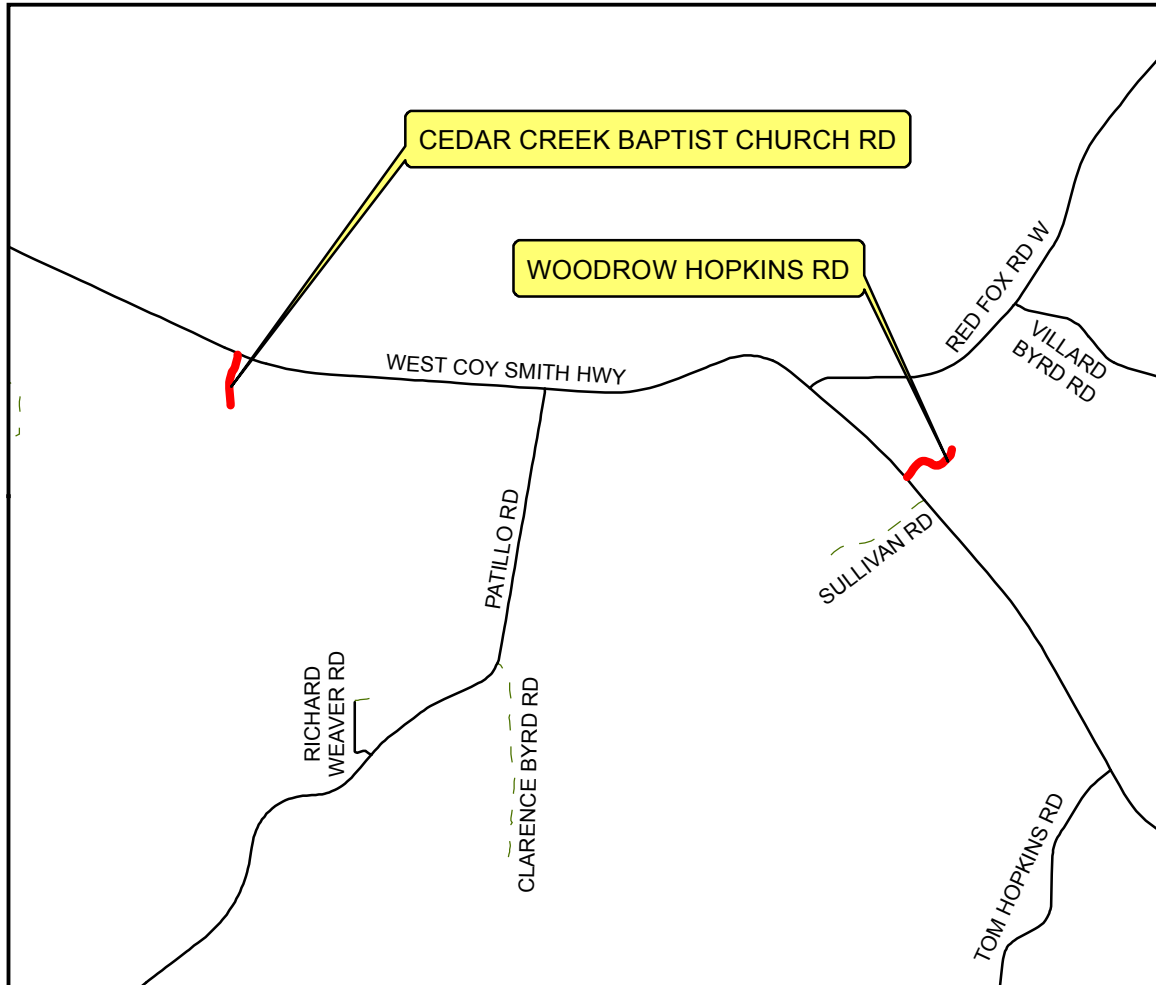 CEDAR CREEK BAPTIST CHURCH RD
WOODROW HOPKINS RD
RED FOX RD W
VILLARD
BYRD RD
WEST COY SMITH HWY
PATILLO RD
SULLIVAN RD
RICHARD
WEAVER RD
CLARENCE BYRD RD
TOM HOPKINS RD